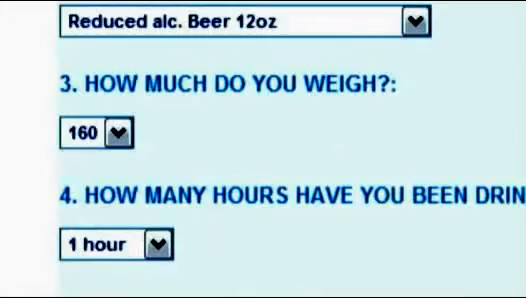 Reduced alc. Beer 12oz
3. HOW MUCH DO YOU WEIGH?:
160
4. HOW MANY HOURS HAVE YOU BEEN DRIN
1 hour